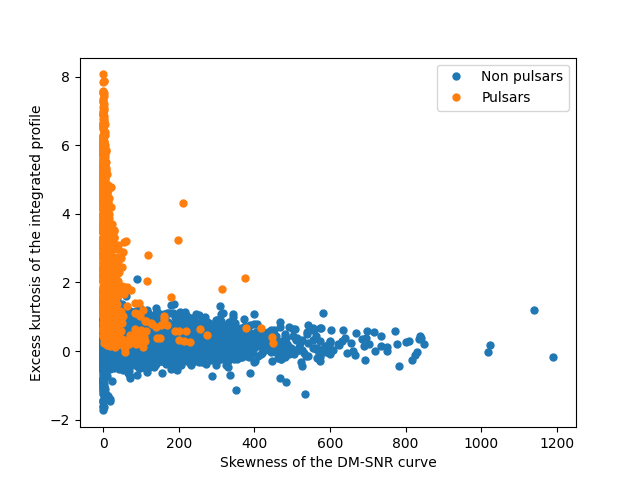 Non pulsars
Pulsars
8
6
4
2
0
−2
Excess kurtosis of the integrated profile
0 200 400 600 800 1000 1200
Skewness of the DM-SNR curve